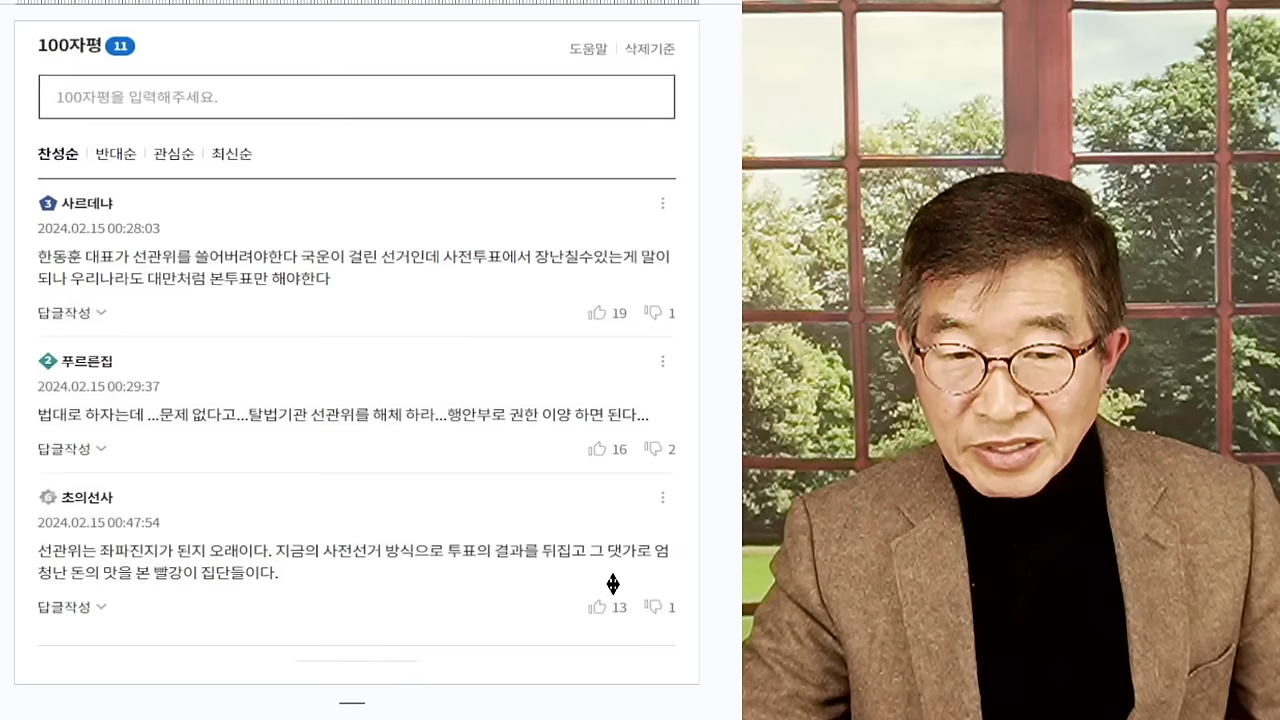 100자평 11
도움말 삭제기준
100자평을 입력해주세요.
찬성순 반대순 관심순 최신순
3 사르데냐
2024.02.15 00:28:03
한동훈 대표가 선관위를 쓸어버려야한다 국운이 걸린 선거인데 사전투표에서 장난칠수있는게 말이
되나 우리나라도 대만처럼 본투표만 해야한다
답글작성 19 1
2 푸르른집
2024.02.15 00:29:37
법대로 하자는데 ...문제 없다고...탈법기관 선관위를 해체 하라...행안부로 권한 이양 하면 된다...
답글작성 16 2
6 초의선사
2024.02.15 00:47:54
선관위는 좌파진지가 된지 오래이다. 지금의 사전선거 방식으로 투표의 결과를 뒤집고 그 댓가로 엄
청난 돈의 맛을 본 빨강이 집단들이다.
답글작성 13 1